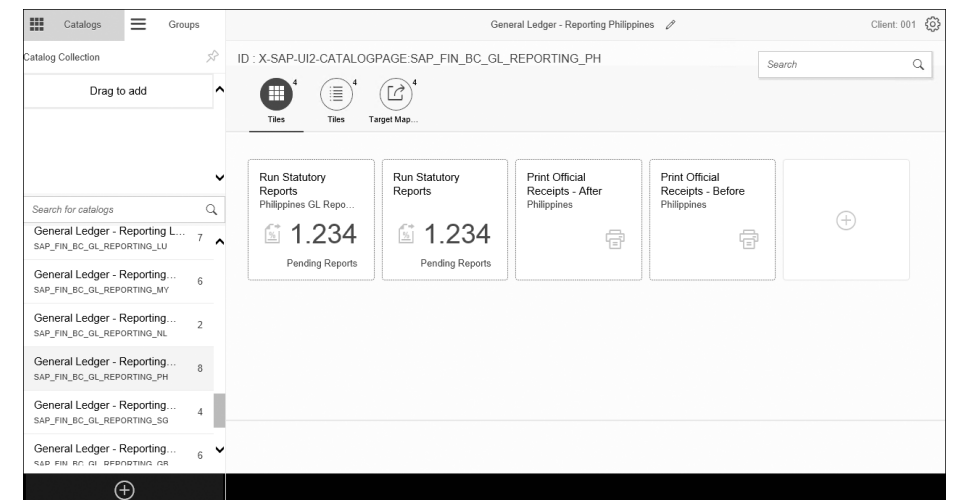 Catalogs
Groups
General Ledger - Reporting Philippines
Client: 001
Catalog Collection
Drag to add
Search for catalogs
General Ledger - Reporting L...
SAP_FIN_BC_GL_REPORTING_LU
7
General Ledger - Reporting...
SAP_FIN_BC_GL_REPORTING_MY
6
General Ledger - Reporting...
SAP_FIN_BC_GL_REPORTING_NL
2
General Ledger - Reporting...
SAP_FIN_BC_GL_REPORTING_PH
8
General Ledger - Reporting...
SAP_FIN_BC_GL_REPORTING_SG
4
General Ledger - Reporting...
SAP_FIN_BC_GL_REPORTING_GB
6
ID : X-SAP-UI2-CATALOGPAGE:SAP_FIN_BC_GL_REPORTING_PH
Search
4
Tiles
4
Tiles
4
Target Map...
Run Statutory
Reports
Philippines GL Repo...
1.234
Pending Reports
Run Statutory
Reports
1.234
Pending Reports
Print Official
Receipts - After
Philippines
Print Official
Receipts - Before
Philippines